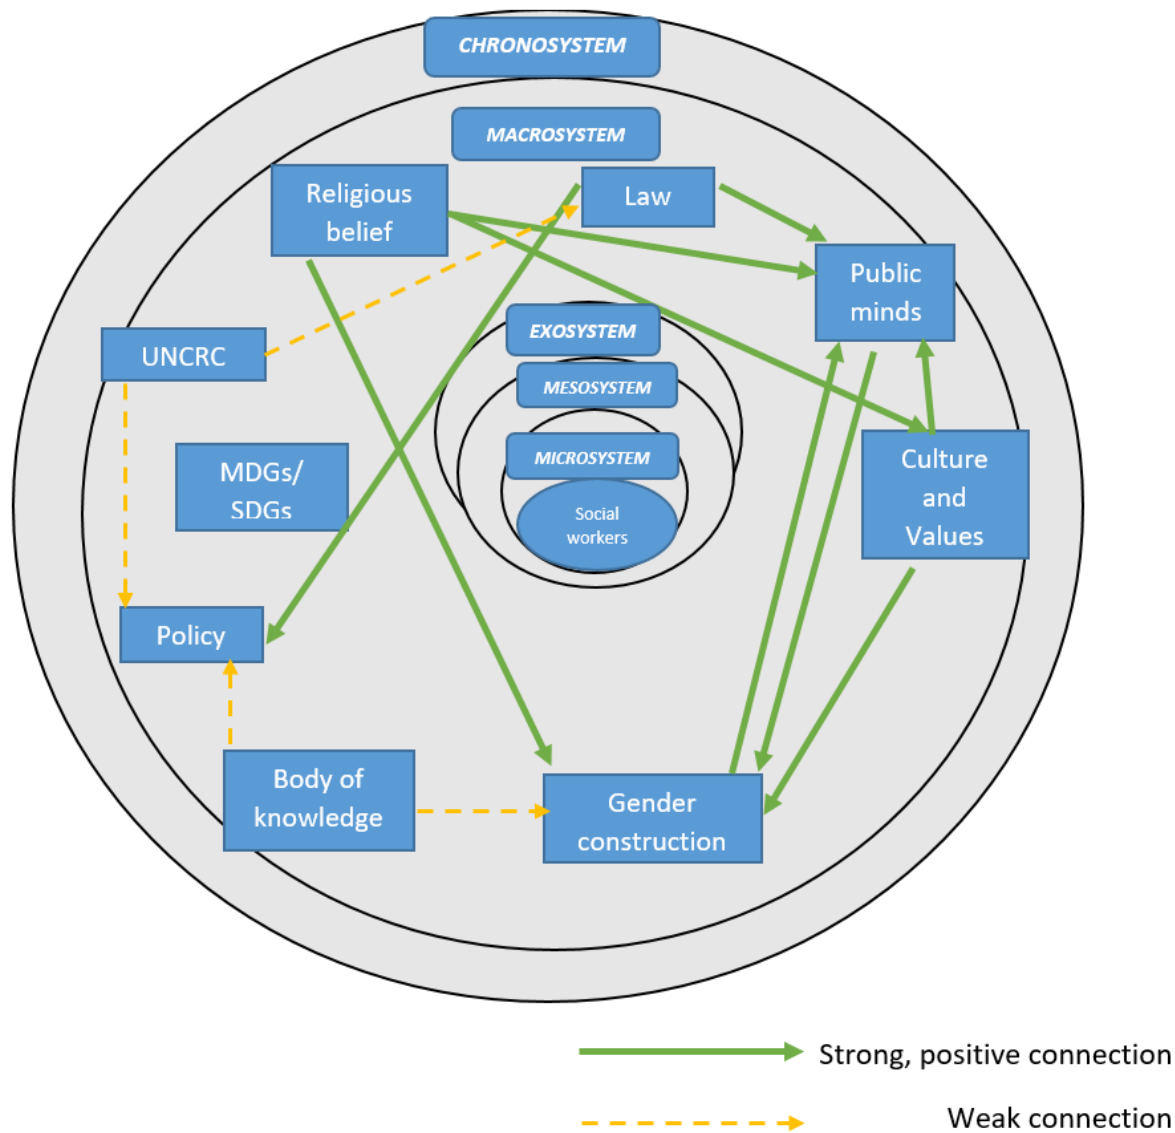 CHRONOSYSTEM
MACROSYSTEM
Religious
belief
Law
Public
minds
UNCRC
EXOSYSTEM
MESOSYSTEM
MICROSYSTEM
Social
workers
MDGs/
SDGs
Culture
and
Values
Policy
Body of
knowledge
Gender
construction
Strong, positive connection
Weak connection